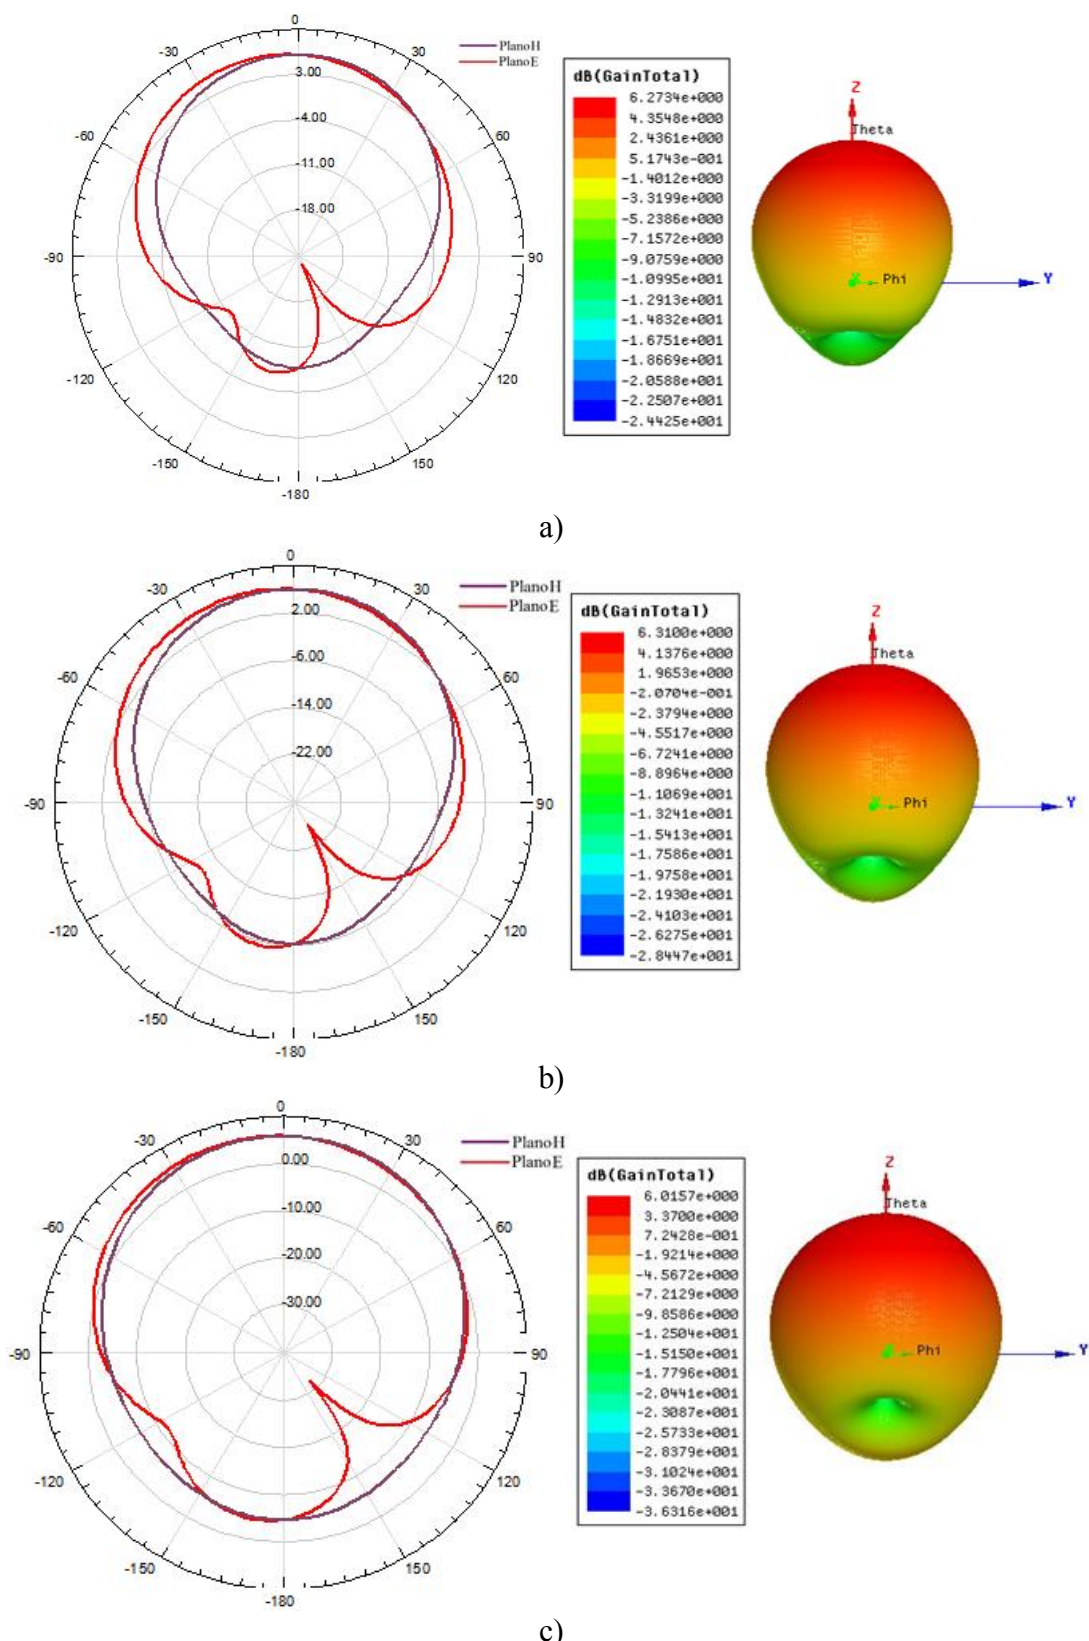 0
-30
30
PlanoH
PlanoE
3.00
-60
60
-4.00
-11.00
-18.00
-90
90
-120
120
-150
150
-180
dB(GainTotal)
6.2734e+000
4.3548e+000
2.4361e+000
5.1743e-001
-1.4012e+000
-3.3199e+000
-5.2386e+000
-7.1572e+000
-9.0759e+000
-1.0995e+001
-1.2913e+001
-1.4832e+001
-1.6751e+001
-1.8669e+001
-2.0588e+001
-2.2507e+001
-2.4425e+001
Z
Theta
X
Phi
Y
a)
0
-30
30
PlanoH
PlanoE
2.00
-60
60
-6.00
-14.00
-22.00
-90
90
-120
120
-150
150
-180
dB(GainTotal)
6.3100e+000
4.1376e+000
1.9653e+000
-2.0704e-001
-2.3794e+000
-4.5517e+000
-6.7241e+000
-8.8964e+000
-1.1069e+001
-1.3241e+001
-1.5413e+001
-1.7586e+001
-1.9758e+001
-2.1930e+001
-2.4103e+001
-2.6275e+001
-2.8447e+001
Z
Theta
X
Phi
Y
b)
0
-30
30
PlanoH
PlanoE
0.00
-60
60
-10.00
-20.00
-30.00
-90
90
-120
120
-150
150
-180
dB(GainTotal)
6.0157e+000
3.3700e+000
7.2428e-001
-1.9214e+000
-4.5672e+000
-7.2129e+000
-9.8586e+000
-1.2504e+001
-1.5150e+001
-1.7796e+001
-2.0441e+001
-2.3087e+001
-2.5733e+001
-2.8379e+001
-3.1024e+001
-3.3670e+001
-3.6316e+001
Z
Theta
Phi
Y
c)